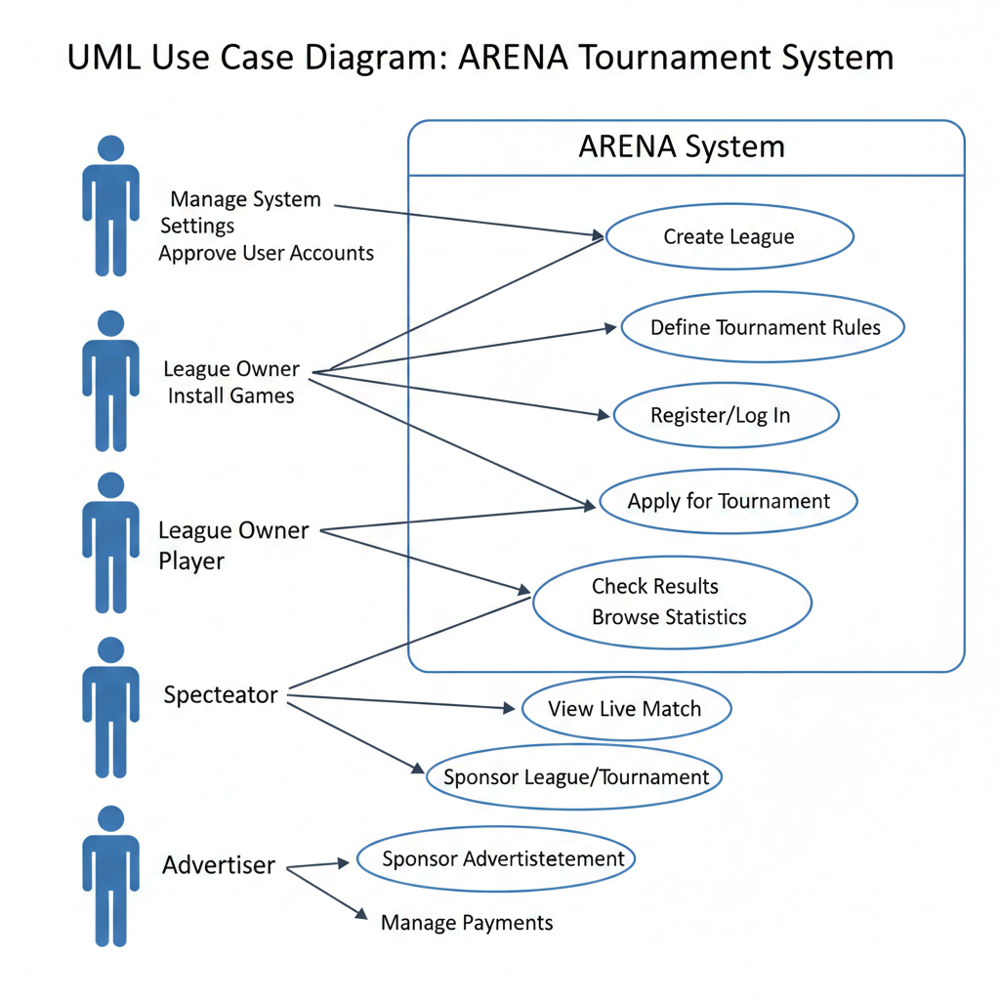 UML Use Case Diagram: ARENA Tournament System
ARENA System
Manage System
Settings
Approve User Accounts
Create League
Define Tournament Rules
League Owner
Install Games
Register/Log In
Apply for Tournament
League Owner
Player
Check Results
Browse Statistics
Specteator
View Live Match
Sponsor League/Tournament
Advertiser
Sponsor Advertistetement
Manage Payments